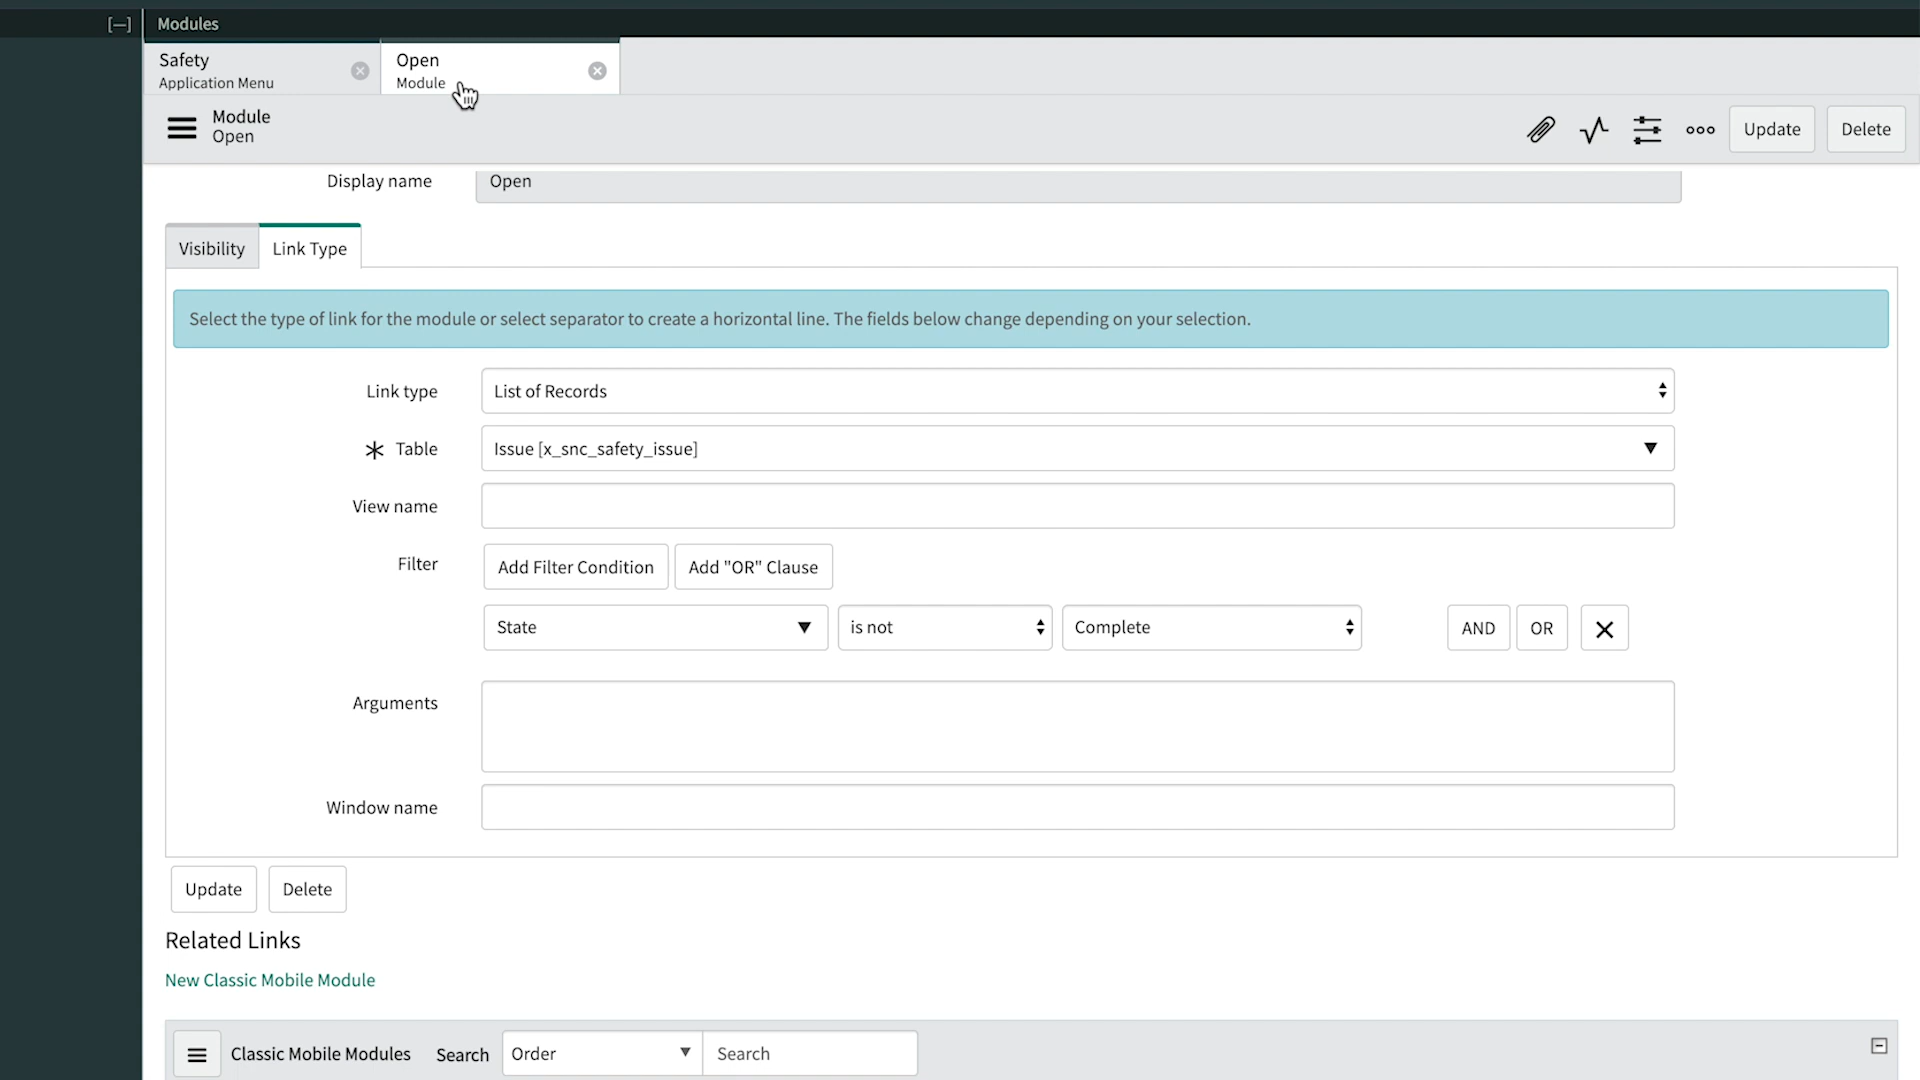 [—] Modules
Safety
Application Menu
Open
Module
Module
Open
Update Delete
Display name Open
Visibility Link Type
Select the type of link for the module or select separator to create a horizontal line. The fields below change depending on your selection.
Link type List of Records
Table Issue [x_snc_safety_issue]
View name
Filter Add Filter Condition Add "OR" Clause
State is not Complete AND OR
Arguments
Window name
Update Delete
Related Links
New Classic Mobile Module
Classic Mobile Modules Search Order Search